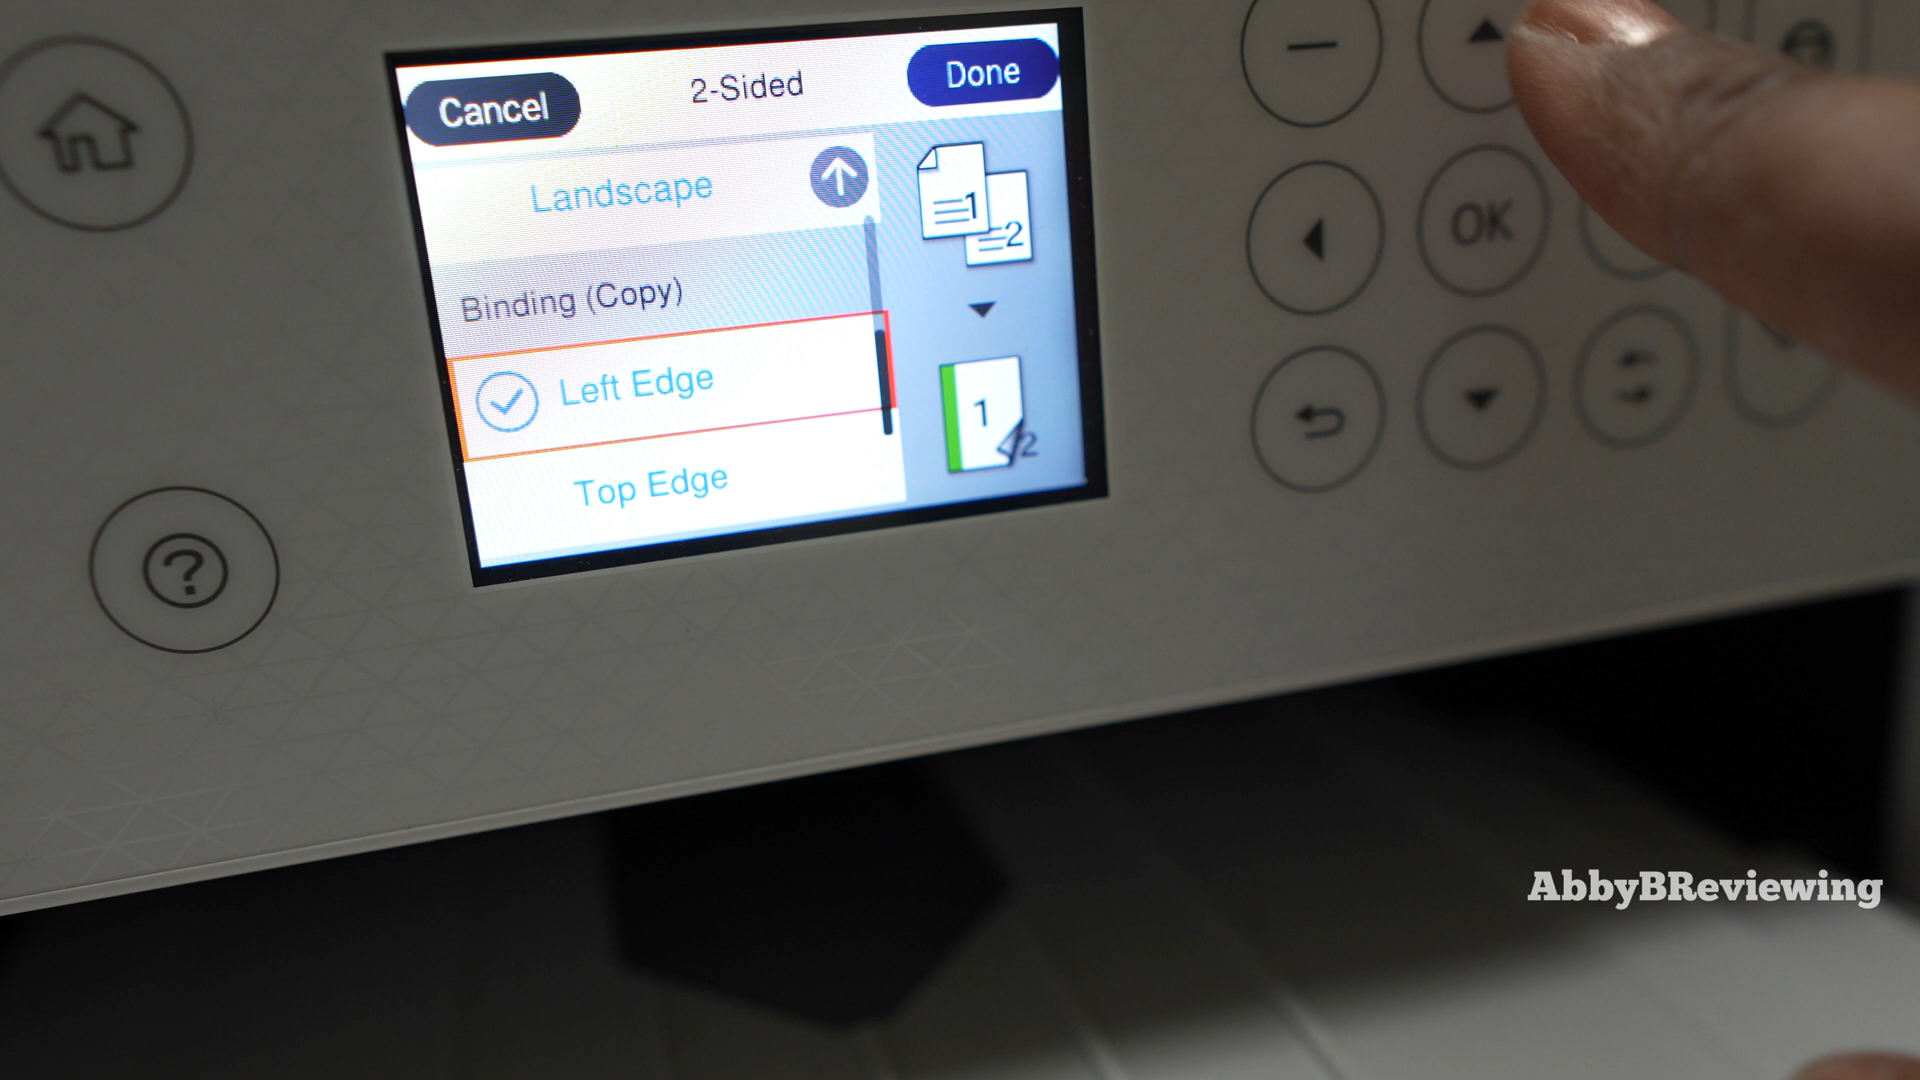 Cancel 2-Sided Done
Landscape
Binding (Copy)
Left Edge
Top Edge
1
2
1
2
OK
?
AbbyBReviewing